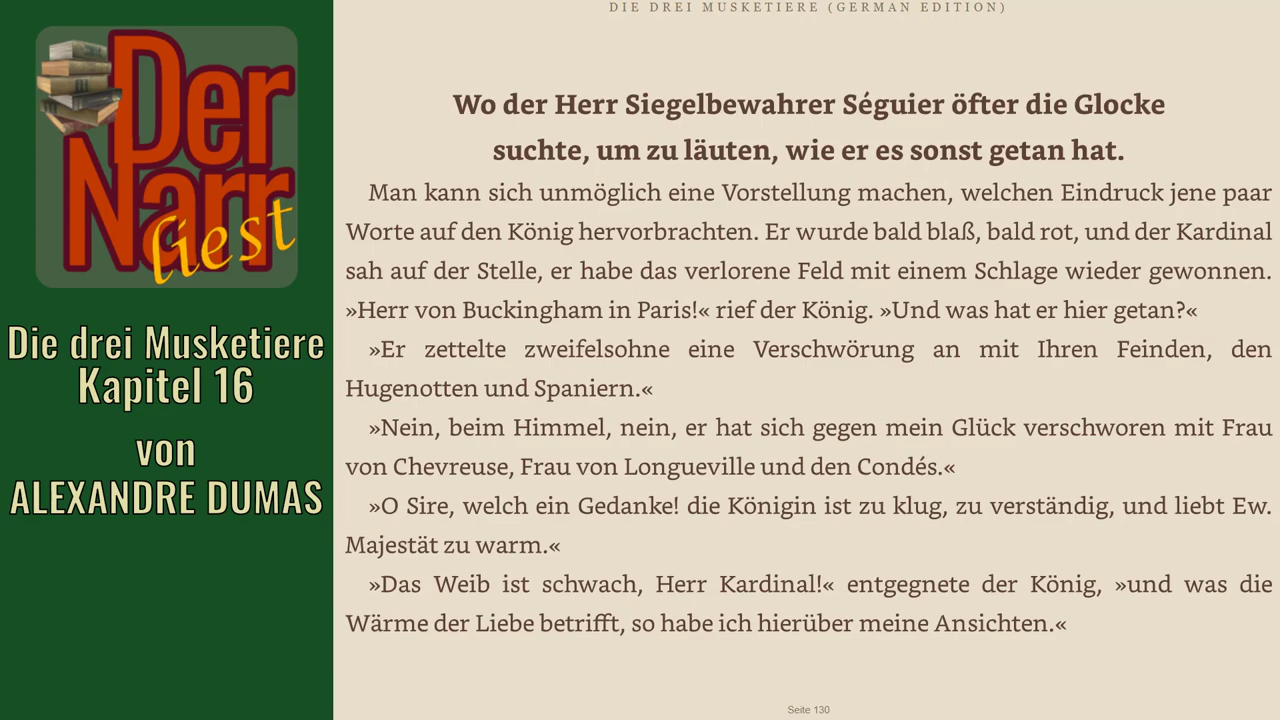 Der
Narr
liest
Die drei Musketiere
Kapitel 16
von
ALEXANDRE DUMAS
DIE DREI MUSKETIERE (GERMAN EDITION)
Wo der Herr Siegelbewahrer Séguier öfter die Glocke
suchte, um zu läuten, wie er es sonst getan hat.
Man kann sich unmöglich eine Vorstellung machen, welchen Eindruck jene paar
Worte auf den König hervorbrachten. Er wurde bald blaß, bald rot, und der Kardinal
sah auf der Stelle, er habe das verlorene Feld mit einem Schlage wieder gewonnen.
»Herr von Buckingham in Paris!« rief der König. »Und was hat er hier getan?«
»Er zettelte zweifelsohne eine Verschwörung an mit Ihren Feinden, den
Hugenotten und Spaniern.«
»Nein, beim Himmel, nein, er hat sich gegen mein Glück verschworen mit Frau
von Chevreuse, Frau von Longueville und den Condés.«
»O Sire, welch ein Gedanke! die Königin ist zu klug, zu verständig, und liebt Ew.
Majestät zu warm.«
»Das Weib ist schwach, Herr Kardinal!« entgegnete der König, »und was die
Wärme der Liebe betrifft, so habe ich hierüber meine Ansichten.«
Seite 130